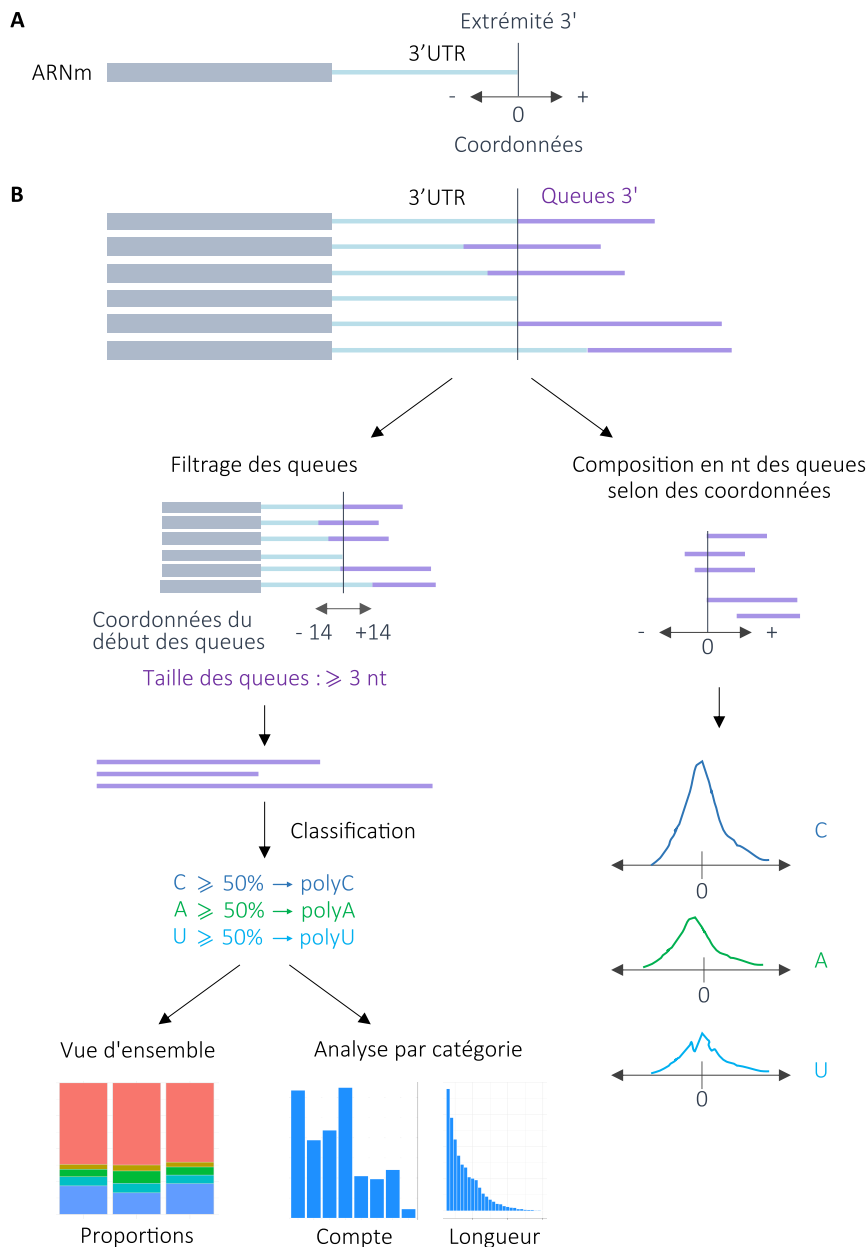 A
Extrémité 3'
3'UTR
ARNm
- +
0
Coordonnées
B
3'UTR
Queues 3'
Filtrage des queues
Coordonnées du
début des queues
- 14 +14
Taille des queues : ⩾ 3 nt
Classification
C ⩾ 50% → polyC
A ⩾ 50% → polyA
U ⩾ 50% → polyU
Vue d'ensemble
Proportions
Analyse par catégorie
Compte
Longueur
Composition en nt des queues
selon des coordonnées
- +
0
C
0
A
0
U
0